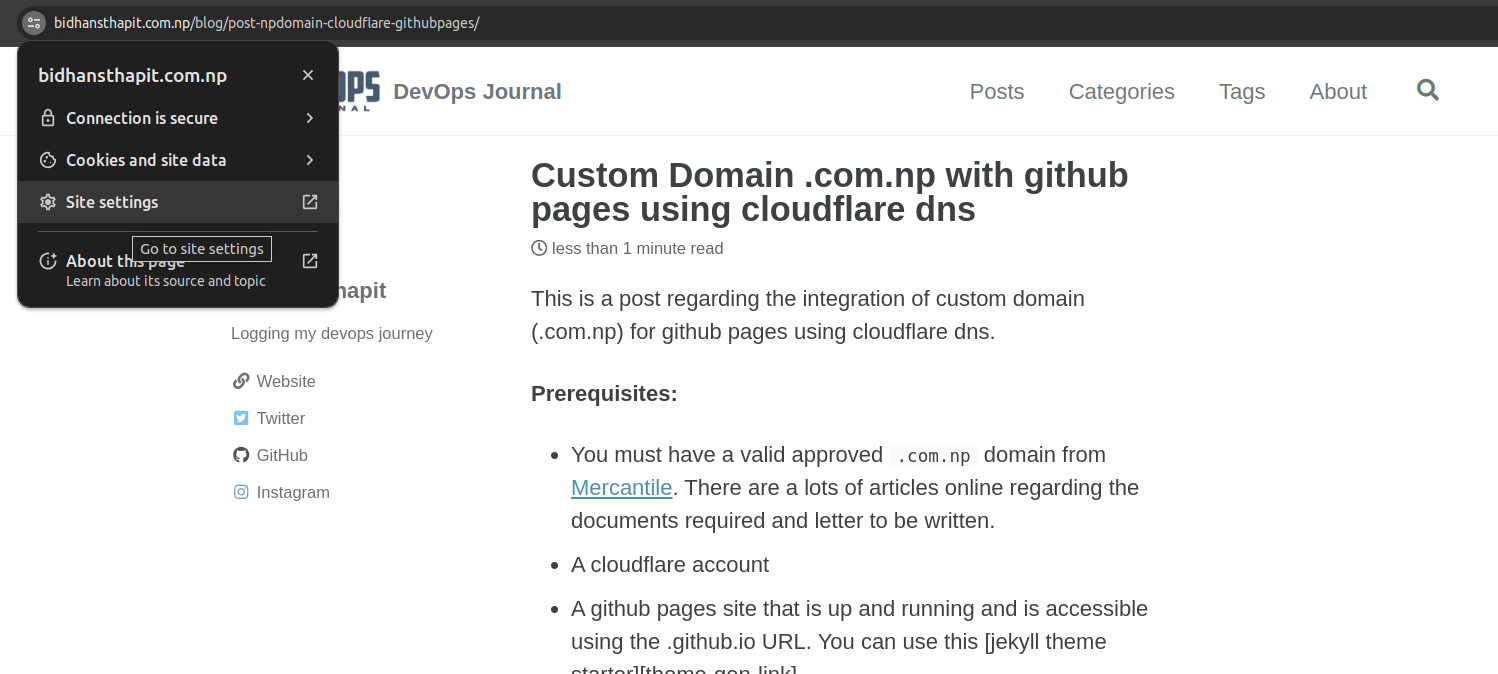 bidhansthapit.com.np/blog/post-npdomain-cloudflare-githubpages/
bidhansthapit.com.np
Connection is secure
Cookies and site data
Site settings
Go to site settings
About this page
Learn about its source and topic
OPS
NAL
DevOps Journal
Posts
Categories
Tags
About
hapit
Logging my devops journey
Website
Twitter
GitHub
Instagram
Custom Domain .com.np with github
pages using cloudflare dns
less than 1 minute read
This is a post regarding the integration of custom domain
(.com.np) for github pages using cloudflare dns.
Prerequisites:
You must have a valid approved .com.np domain from
Mercantile. There are a lots of articles online regarding the
documents required and letter to be written.
A cloudflare account
A github pages site that is up and running and is accessible
using the .github.io URL. You can use this [jekyll theme
starter][theme-gen-link]